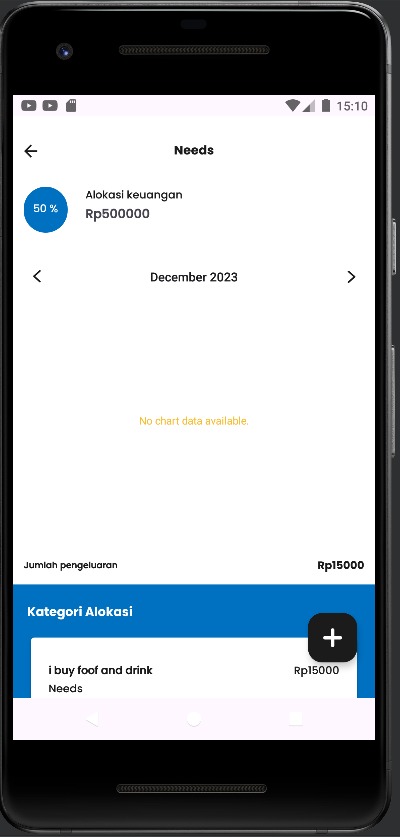 15:10
Needs
50 %
Alokasi keuangan
Rp500000
December 2023
No chart data available.
Jumlah pengeluaran Rp15000
Kategori Alokasi
i buy foof and drink Rp15000
Needs